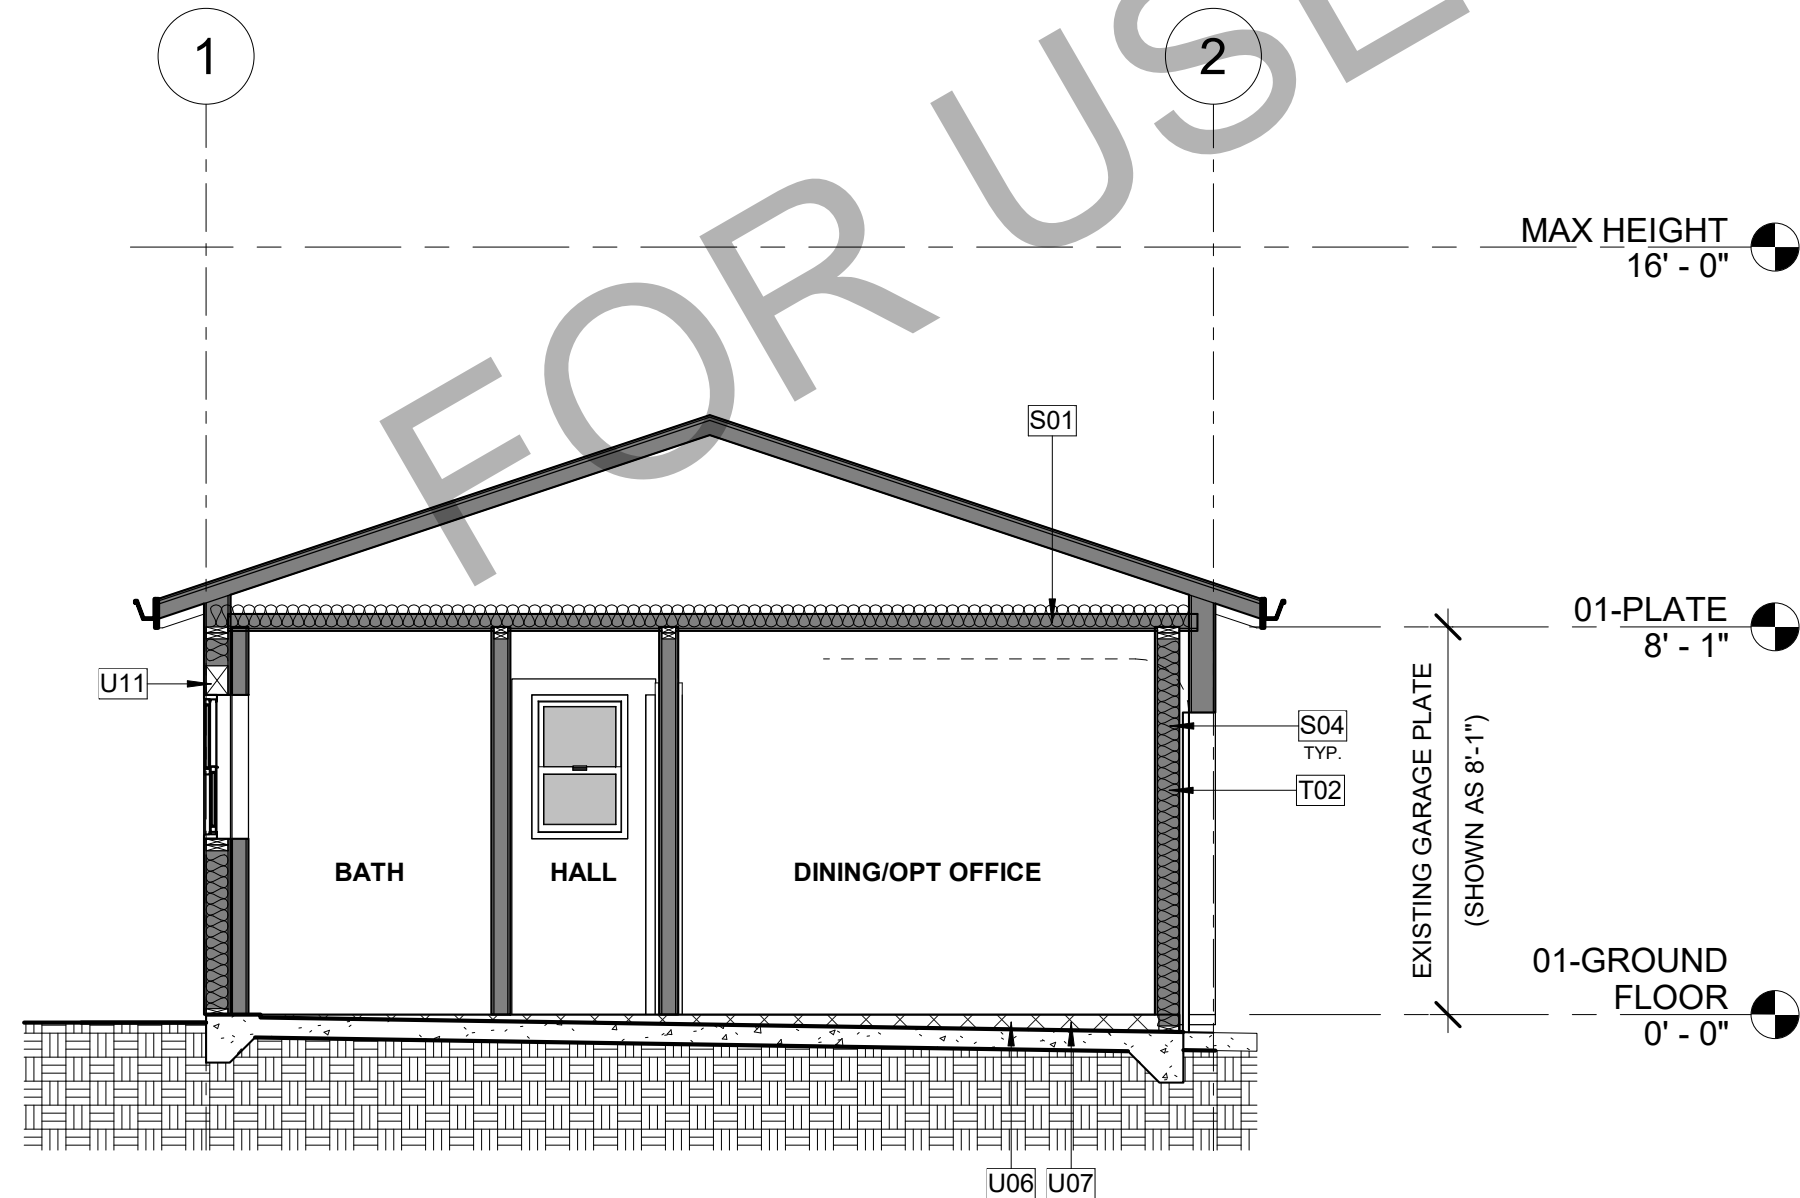 1
2
FOR USE
MAX HEIGHT
16' - 0"
S01
01-PLATE
8' - 1"
U11
S04
TYP.
T02
EXISTING GARAGE PLATE
(SHOWN AS 8'-1")
BATH
HALL
DINING/OPT OFFICE
01-GROUND
FLOOR
0' - 0"
U06
U07